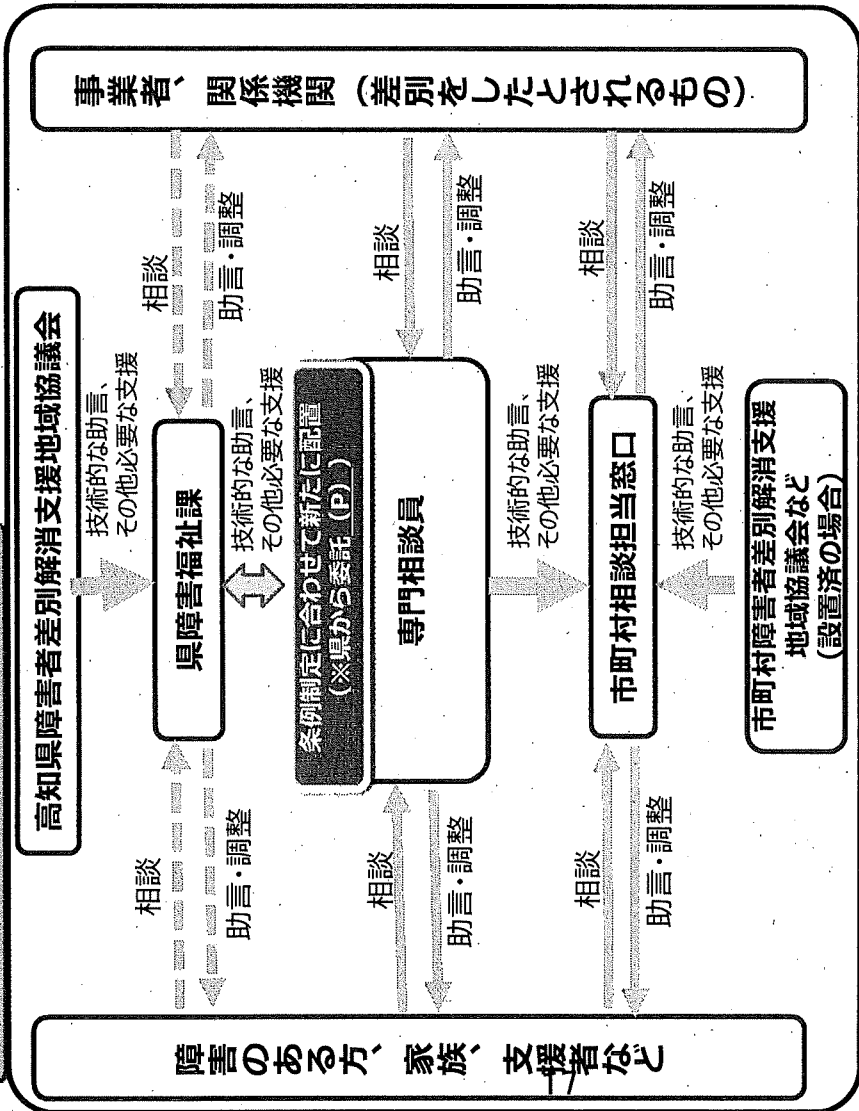 高知県障害者差別解消支援地域協議会
技術的な助言、
その他必要な支援
障害のある方、家族、支援者など
相談
助言・調整
県障害福祉課
相談
助言・調整
事業者、関係機関（差別をしたとされるもの）
技術的な助言、
その他必要な支援
条例制定に合わせて新たに配置
（※県から委託（P））
相談
助言・調整
専門相談員
相談
助言・調整
技術的な助言、
その他必要な支援
相談
助言・調整
市町村相談担当窓口
相談
助言・調整
技術的な助言、
その他必要な支援
市町村障害者差別解消支援
地域協議会など
（設置済の場合）
17